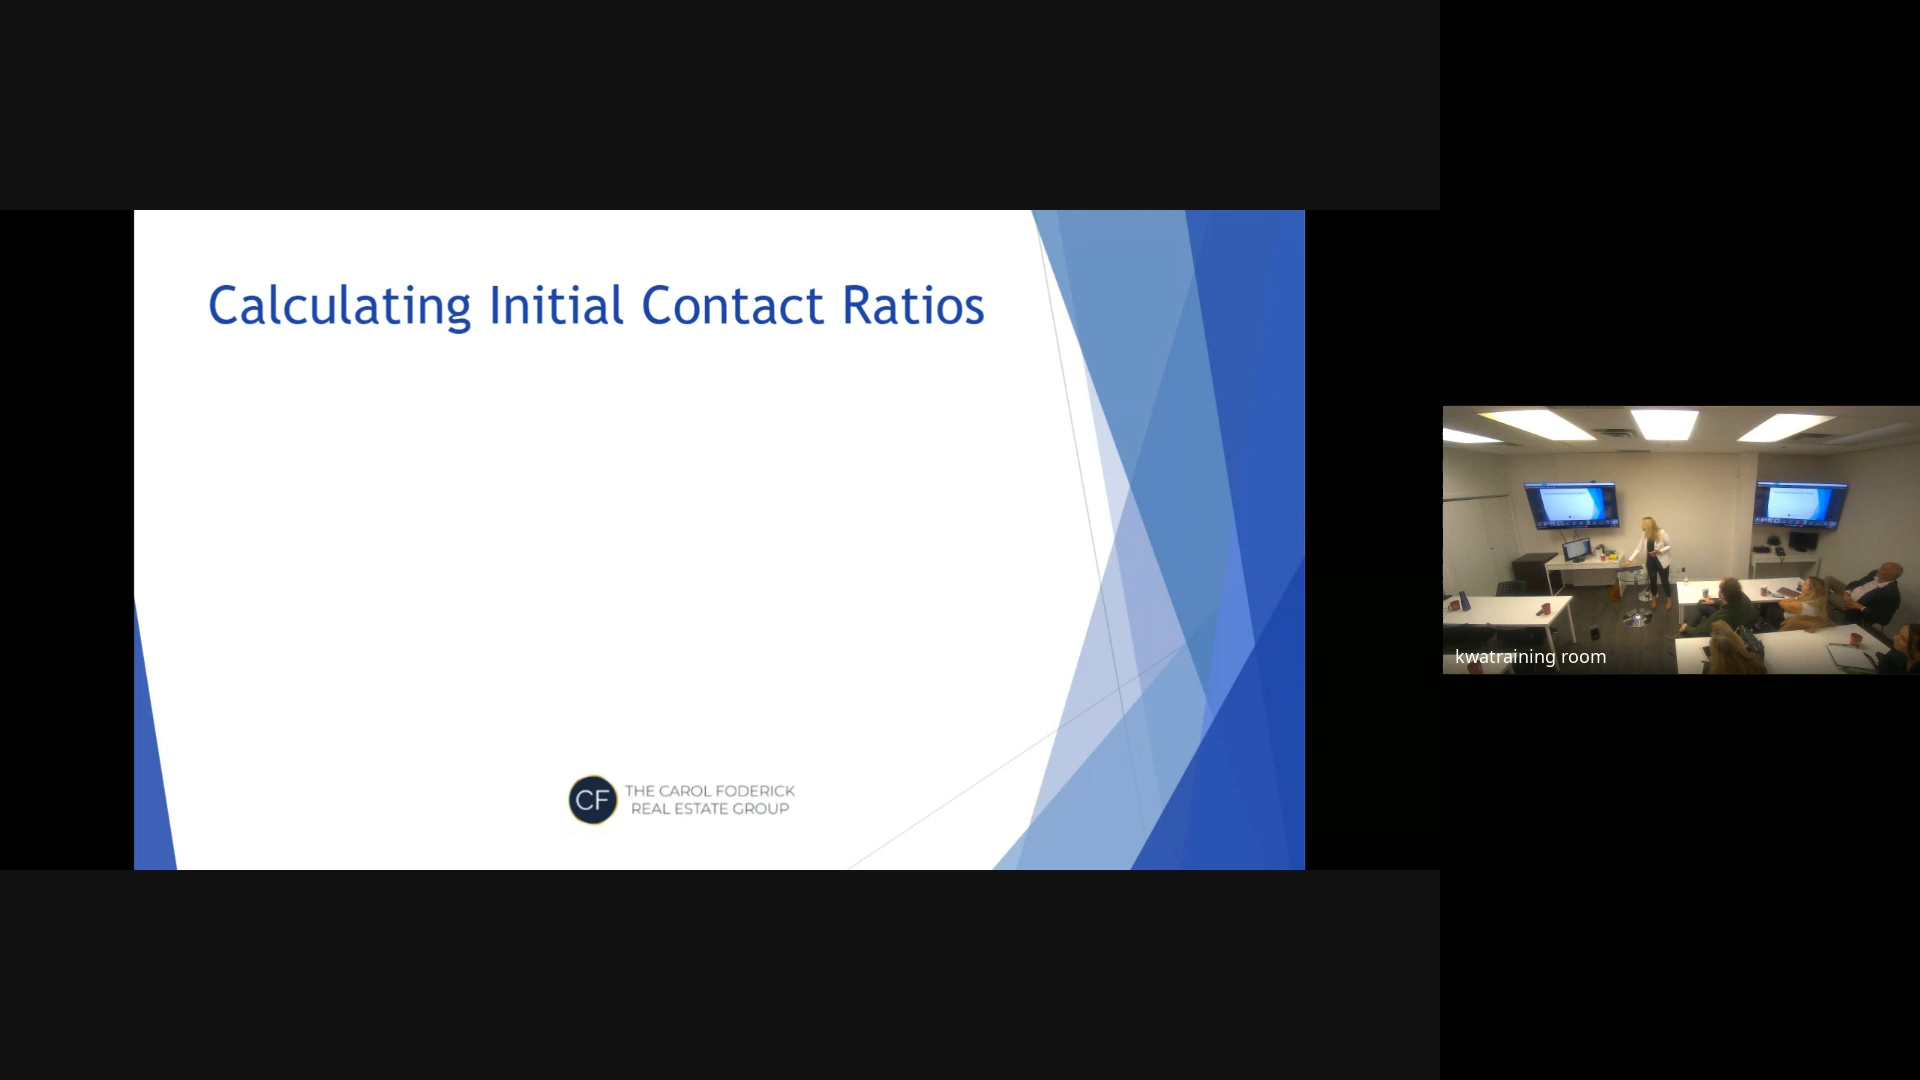 Calculating Initial Contact Ratios
CF
THE CAROL FODERICK
REAL ESTATE GROUP
kwatraining room